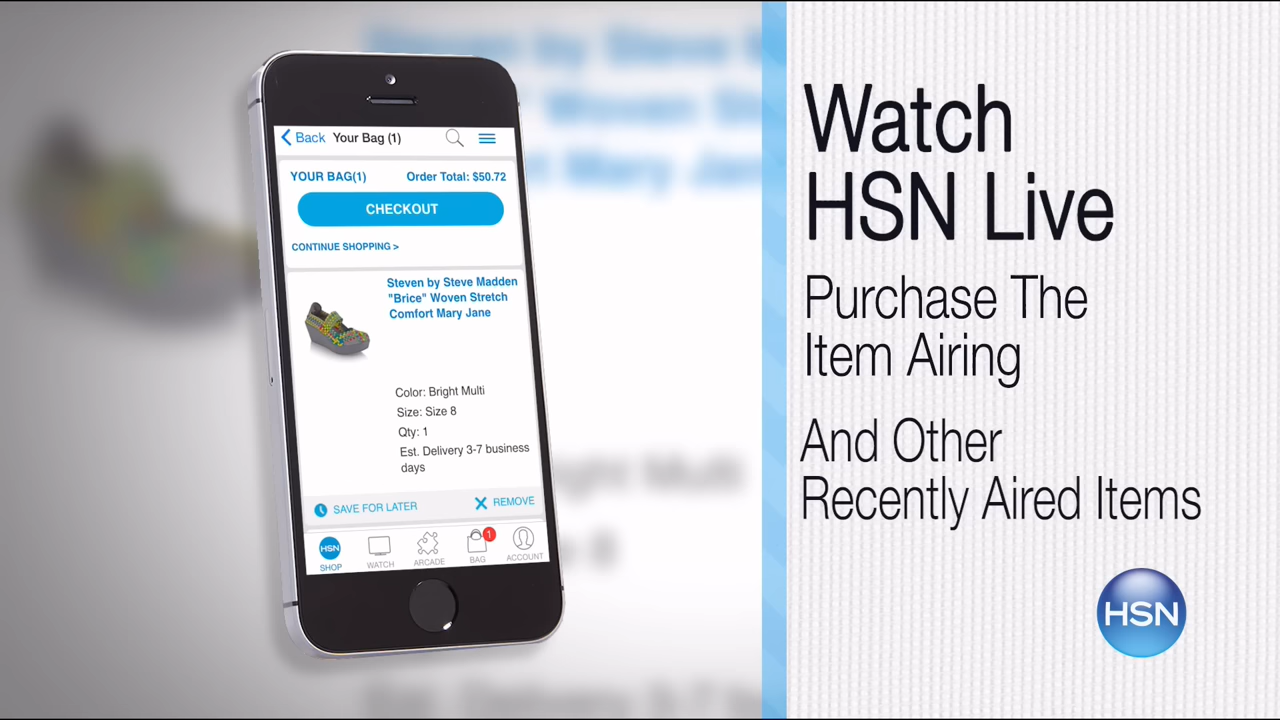 Back Your Bag (1)
YOUR BAG(1) Order Total: $50.72
CHECKOUT
CONTINUE SHOPPING >
Steven by Steve Madden
"Brice" Woven Stretch
Comfort Mary Jane
Color: Bright Multi
Size: Size 8
Qty: 1
Est. Delivery 3-7 business
days
SAVE FOR LATER REMOVE
HSN 1
SHOP WATCH ARCADE BAG ACCOUNT
Watch
HSN Live
Purchase The
Item Airing
And Other
Recently Aired Items
HSN